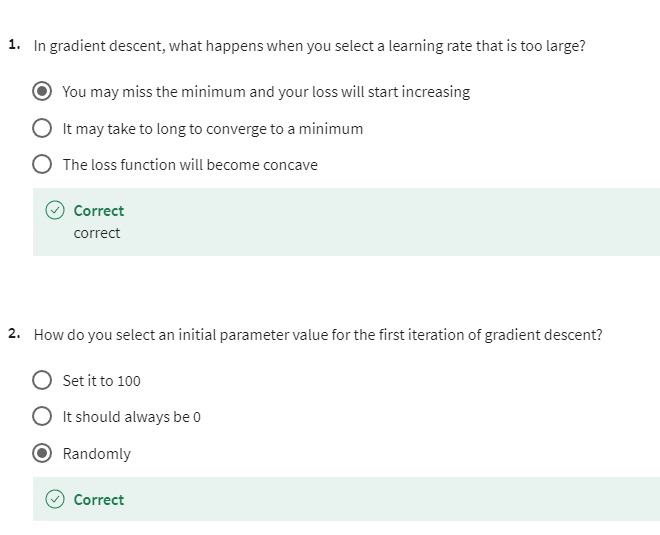 1. In gradient descent, what happens when you select a learning rate that is too large?
You may miss the minimum and your loss will start increasing
It may take to long to converge to a minimum
The loss function will become concave
Correct
correct
2. How do you select an initial parameter value for the first iteration of gradient descent?
Set it to 100
It should always be 0
Randomly
Correct